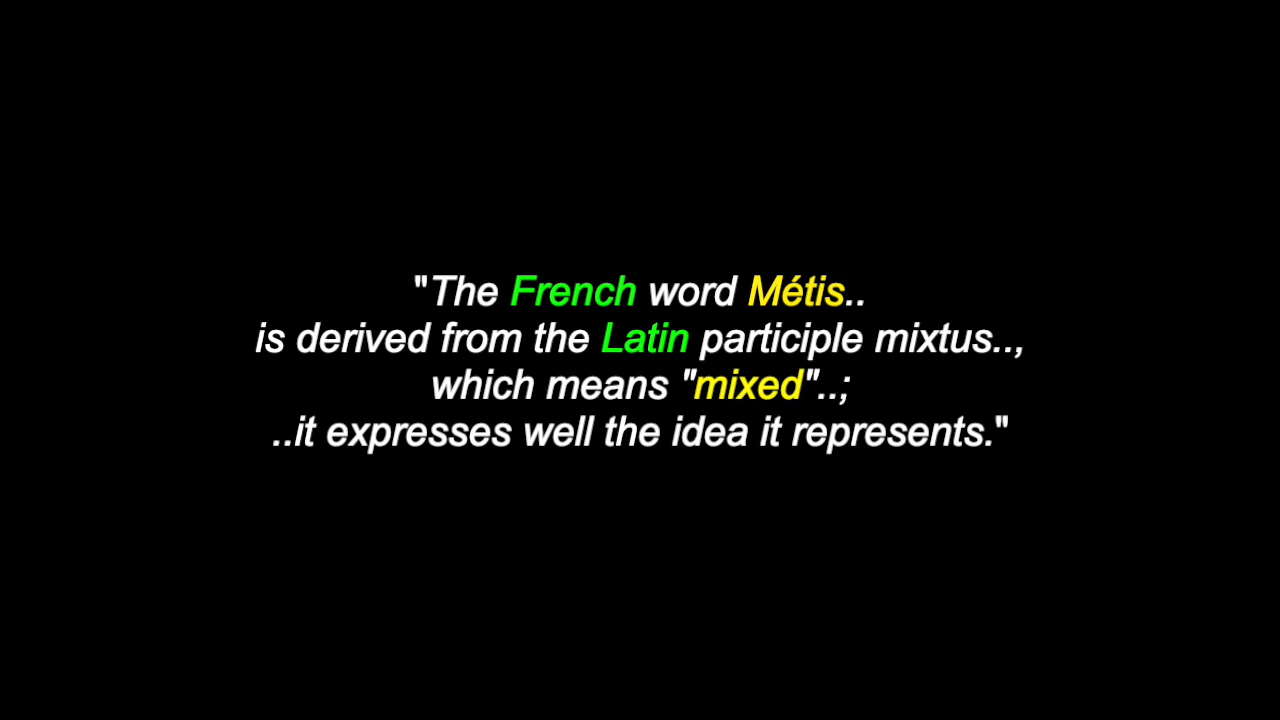 "The French word Métis..
is derived from the Latin participle mixtus..,
which means "mixed"..;
..it expresses well the idea it represents."